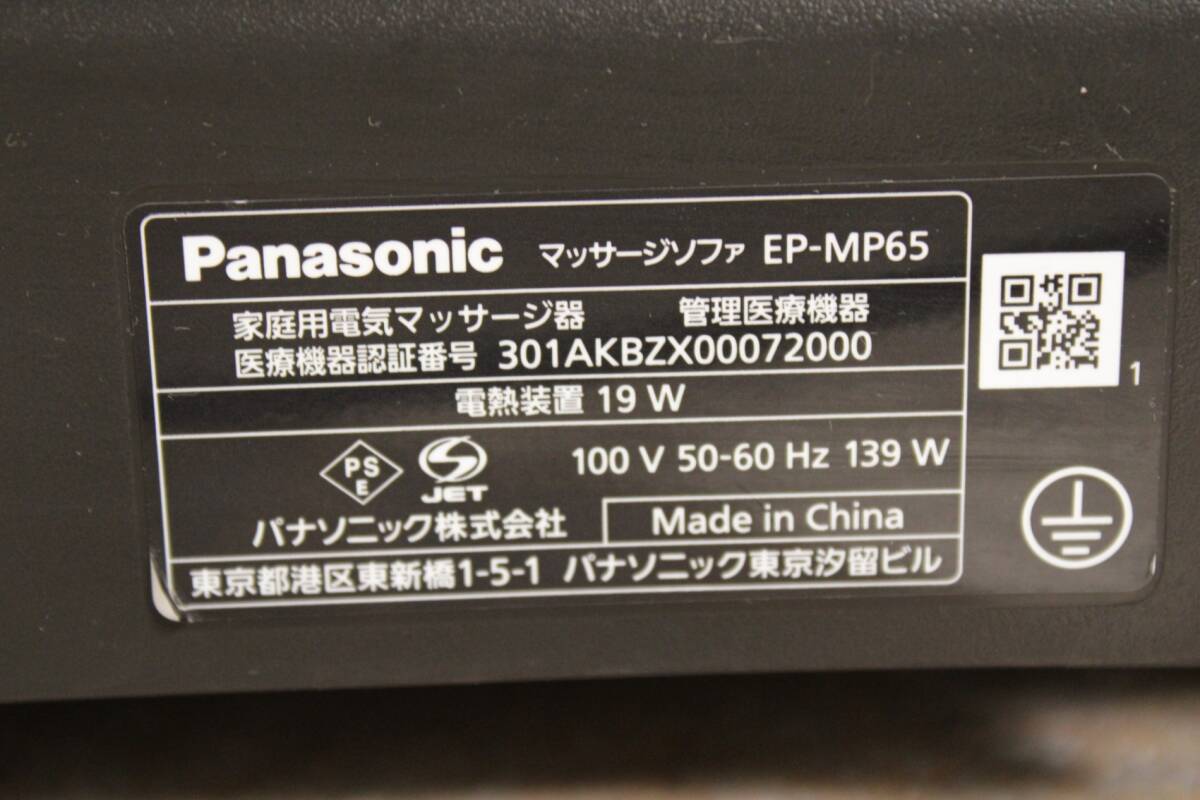 Panasonic マッサージソファ EP-MP65
家庭用電気マッサージ器 管理医療機器
医療機器認証番号 301AKBZX00072000
電熱装置 19 W
PS
E
JET
100 V 50-60 Hz 139 W
パナソニック株式会社
Made in China
東京都港区東新橋1-5-1 パナソニック東京汐留ビル
1